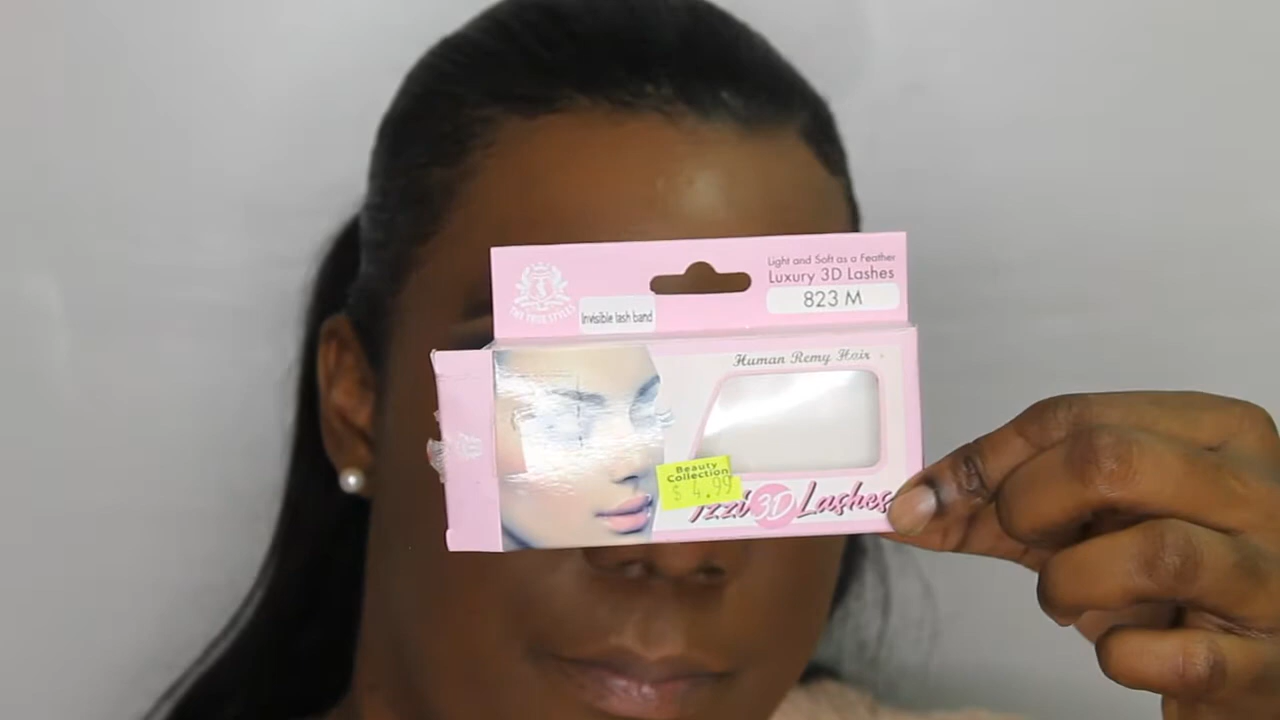 Light and Soft as a Feather
Luxury 3D Lashes
823 M
Invisible lash band
Human Remy Hair
Beauty
Collection
$ 4.99
Izzi 3D Lashes